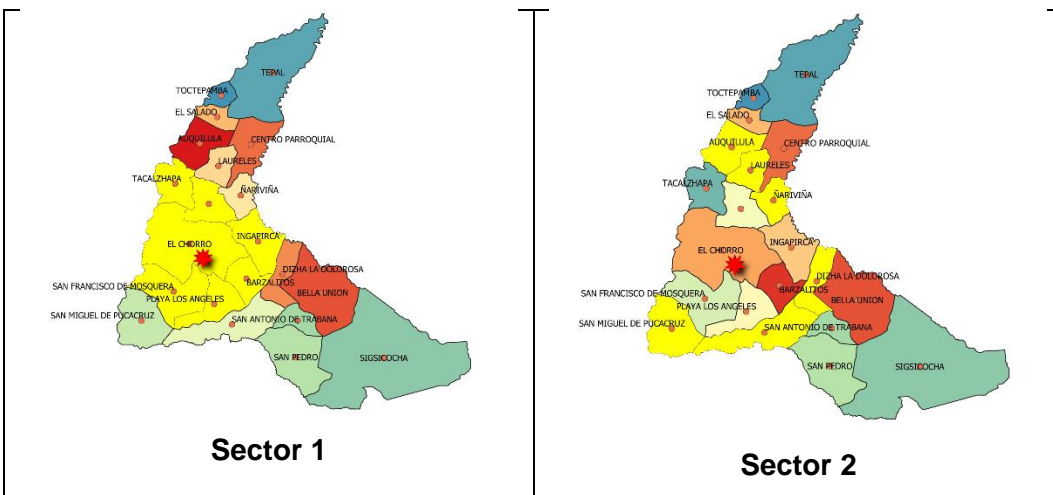 TEPAL
TOCTEPAMBA
EL SALADO
AUQUILULA
CENTRO PARROQUIAL
LAURELES
TACALZHAPA
ÑARIVIÑA
INGAPIRCA
EL CHORRO
DIZHA LA DOLOROSA
SAN FRANCISCO DE MOSQUERA
BARZALITOS
PLAYA LOS ANGELES
BELLA UNION
SAN MIGUEL DE PUCACRUZ
SAN ANTONIO DE TRABANA
SAN PEDRO
SIGSICOCHA
Sector 1
TEPAL
TOCTEPAMBA
EL SALADO
AUQUILULA
CENTRO PARROQUIAL
LAURELES
TACALZHAPA
ÑARIVIÑA
INGAPIRCA
EL CHORRO
DIZHA LA DOLOROSA
SAN FRANCISCO DE MOSQUERA
BARZALITOS
PLAYA LOS ANGELES
BELLA UNION
SAN MIGUEL DE PUCACRUZ
SAN ANTONIO DE TRABANA
SAN PEDRO
SIGSICOCHA
Sector 2